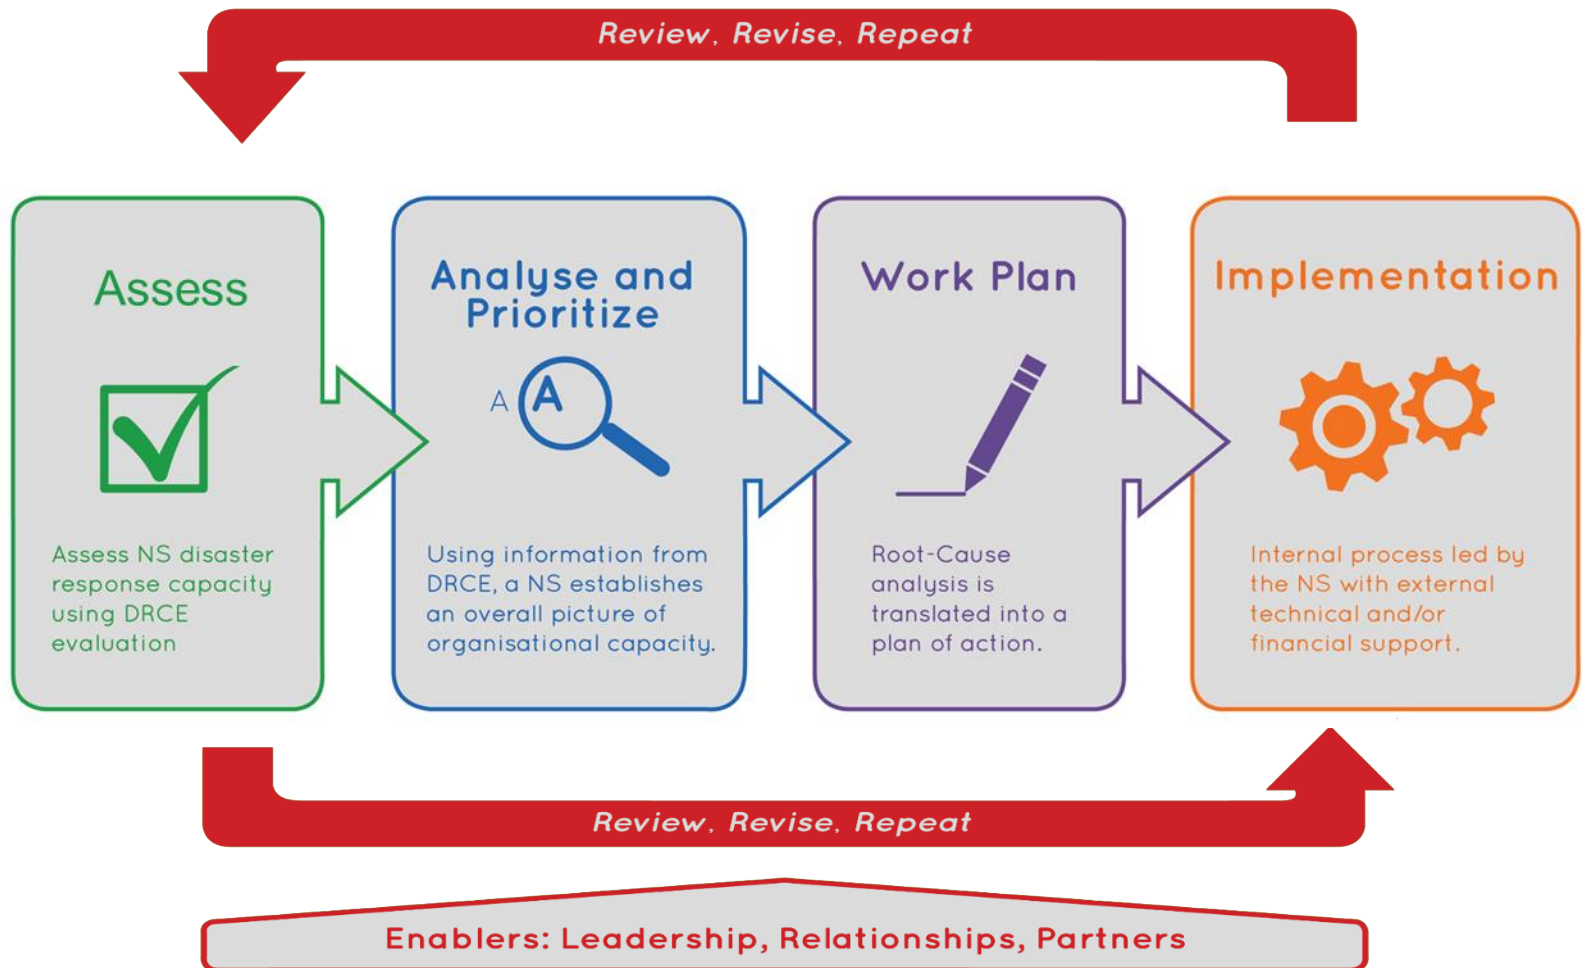 Review, Revise, Repeat
Assess
Assess NS disaster
response capacity
using DRCE
evaluation
Analyse and
Prioritize
A A
Using information from
DRCE, a NS establishes
an overall picture of
organisational capacity.
Work Plan
Root-Cause
analysis is
translated into a
plan of action.
Implementation
Internal process led by
the NS with external
technical and/or
financial support.
Review, Revise, Repeat
Enablers: Leadership, Relationships, Partners